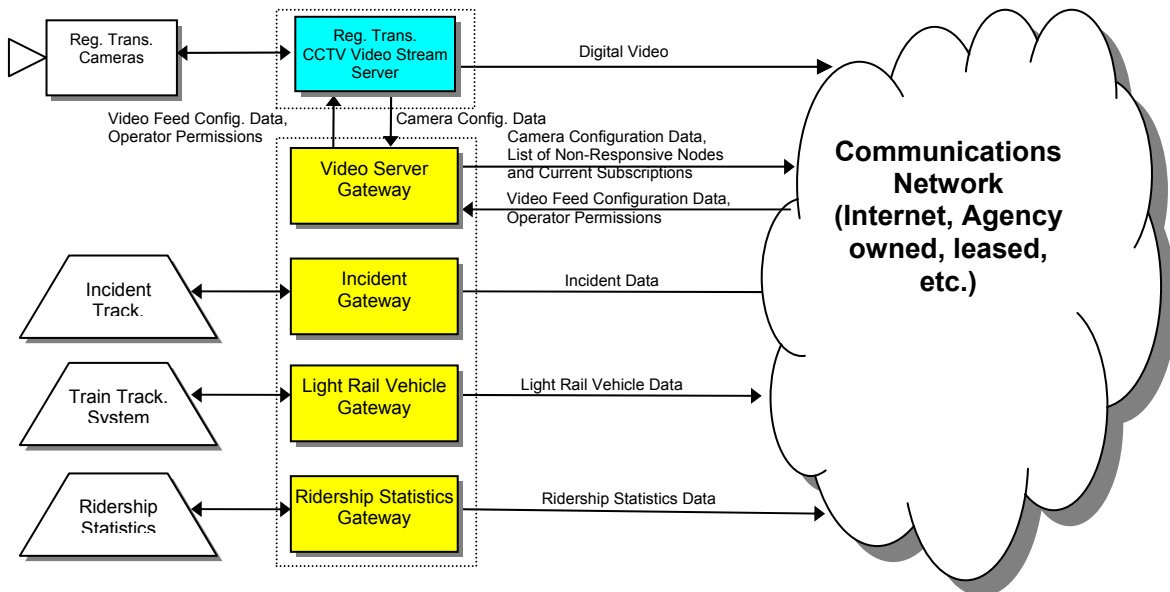 Reg. Trans.
Cameras
Reg. Trans.
CCTV Video Stream
Server
Digital Video
Video Feed Config. Data,
Operator Permissions
Camera Config. Data
Video Server
Gateway
Camera Configuration Data,
List of Non-Responsive Nodes
and Current Subscriptions
Video Feed Configuration Data,
Operator Permissions
Communications
Network
(Internet, Agency
owned, leased,
etc.)
Incident
Track.
Incident
Gateway
Incident Data
Train Track.
System
Light Rail Vehicle
Gateway
Light Rail Vehicle Data
Ridership
Statistics
Ridership Statistics
Gateway
Ridership Statistics Data